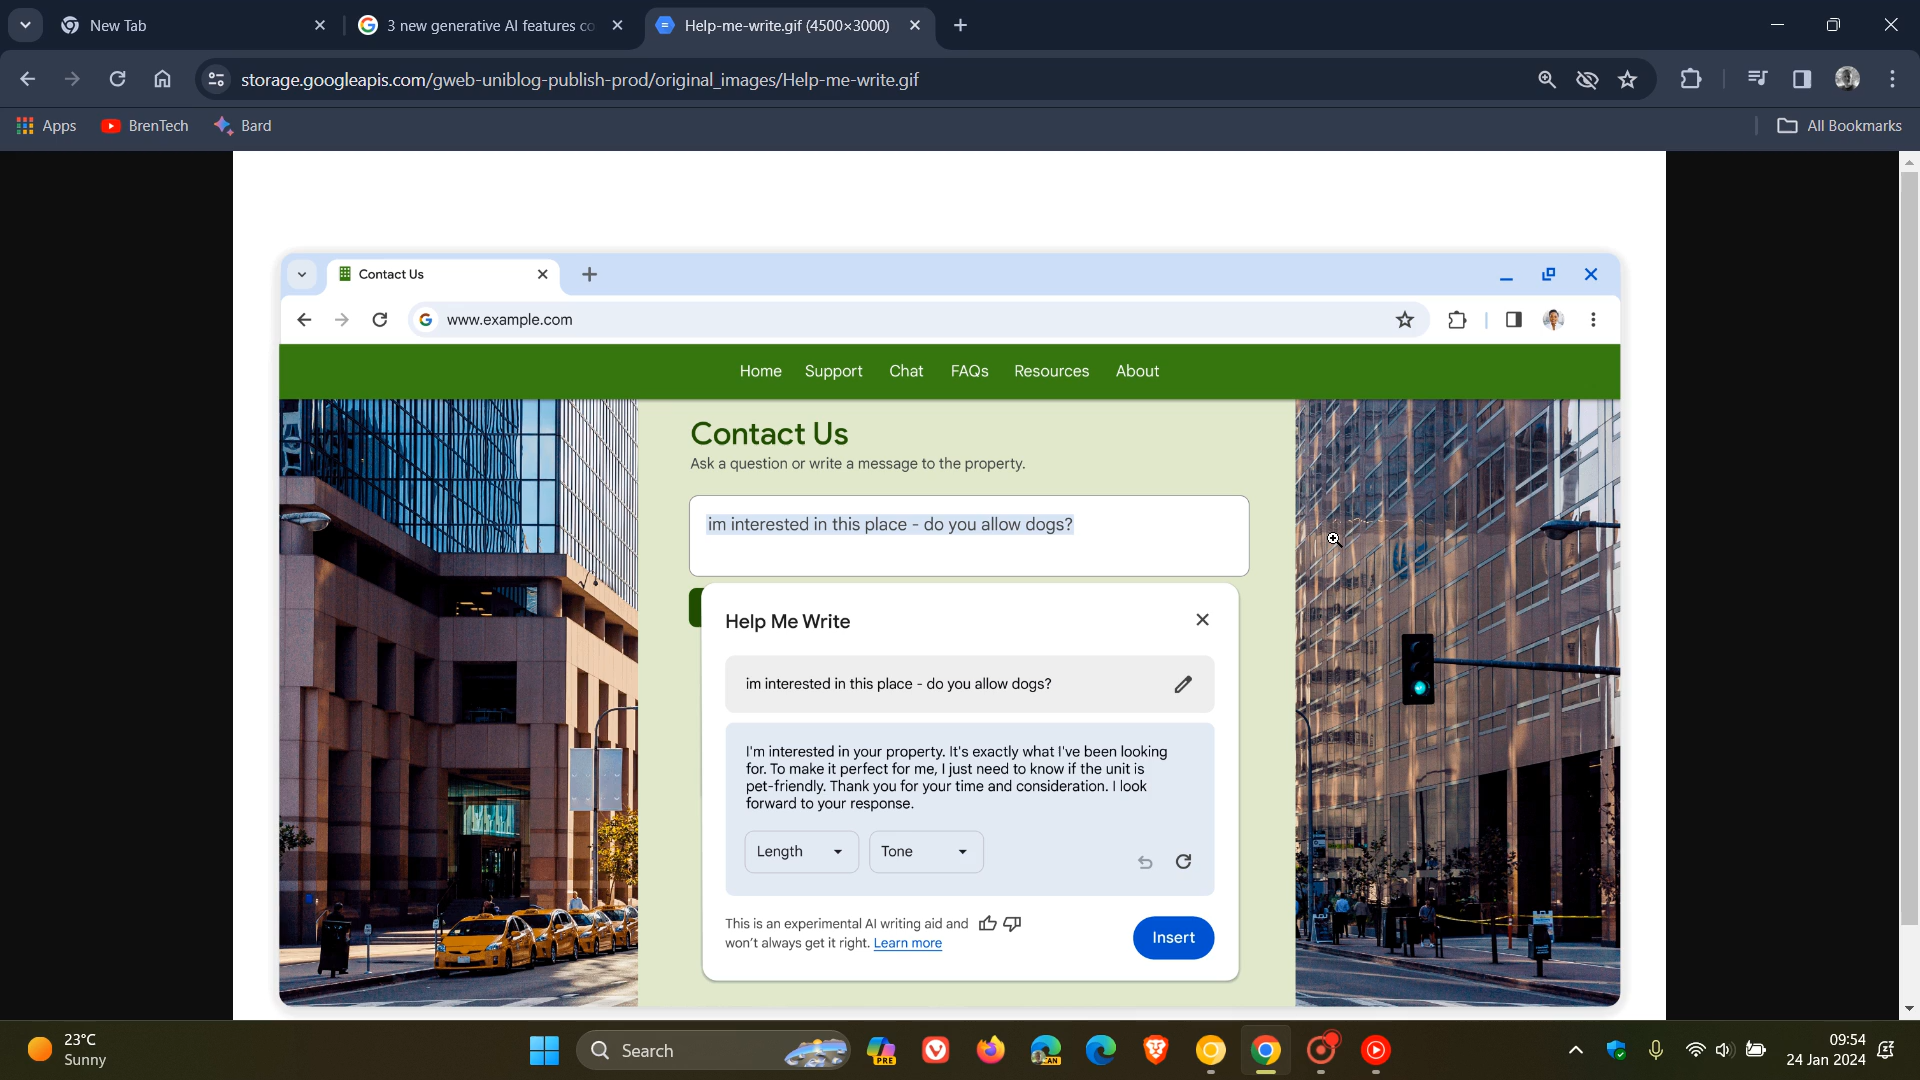 New Tab
3 new generative AI features co
Help-me-write.gif (4500×3000)
storage.googleapis.com/gweb-uniblog-publish-prod/original_images/Help-me-write.gif
Apps
BrenTech
Bard
All Bookmarks
Contact Us
www.example.com
Home Support Chat FAQs Resources About
Contact Us
Ask a question or write a message to the property.
im interested in this place - do you allow dogs?
Help Me Write
im interested in this place - do you allow dogs?
I'm interested in your property. It's exactly what I've been looking
for. To make it perfect for me, I just need to know if the unit is
pet-friendly. Thank you for your time and consideration. I look
forward to your response.
Length
Tone
This is an experimental AI writing aid and
won't always get it right. Learn more
Insert
23°C
Sunny
Search
PRE
CAN
09:54
24 Jan 2024